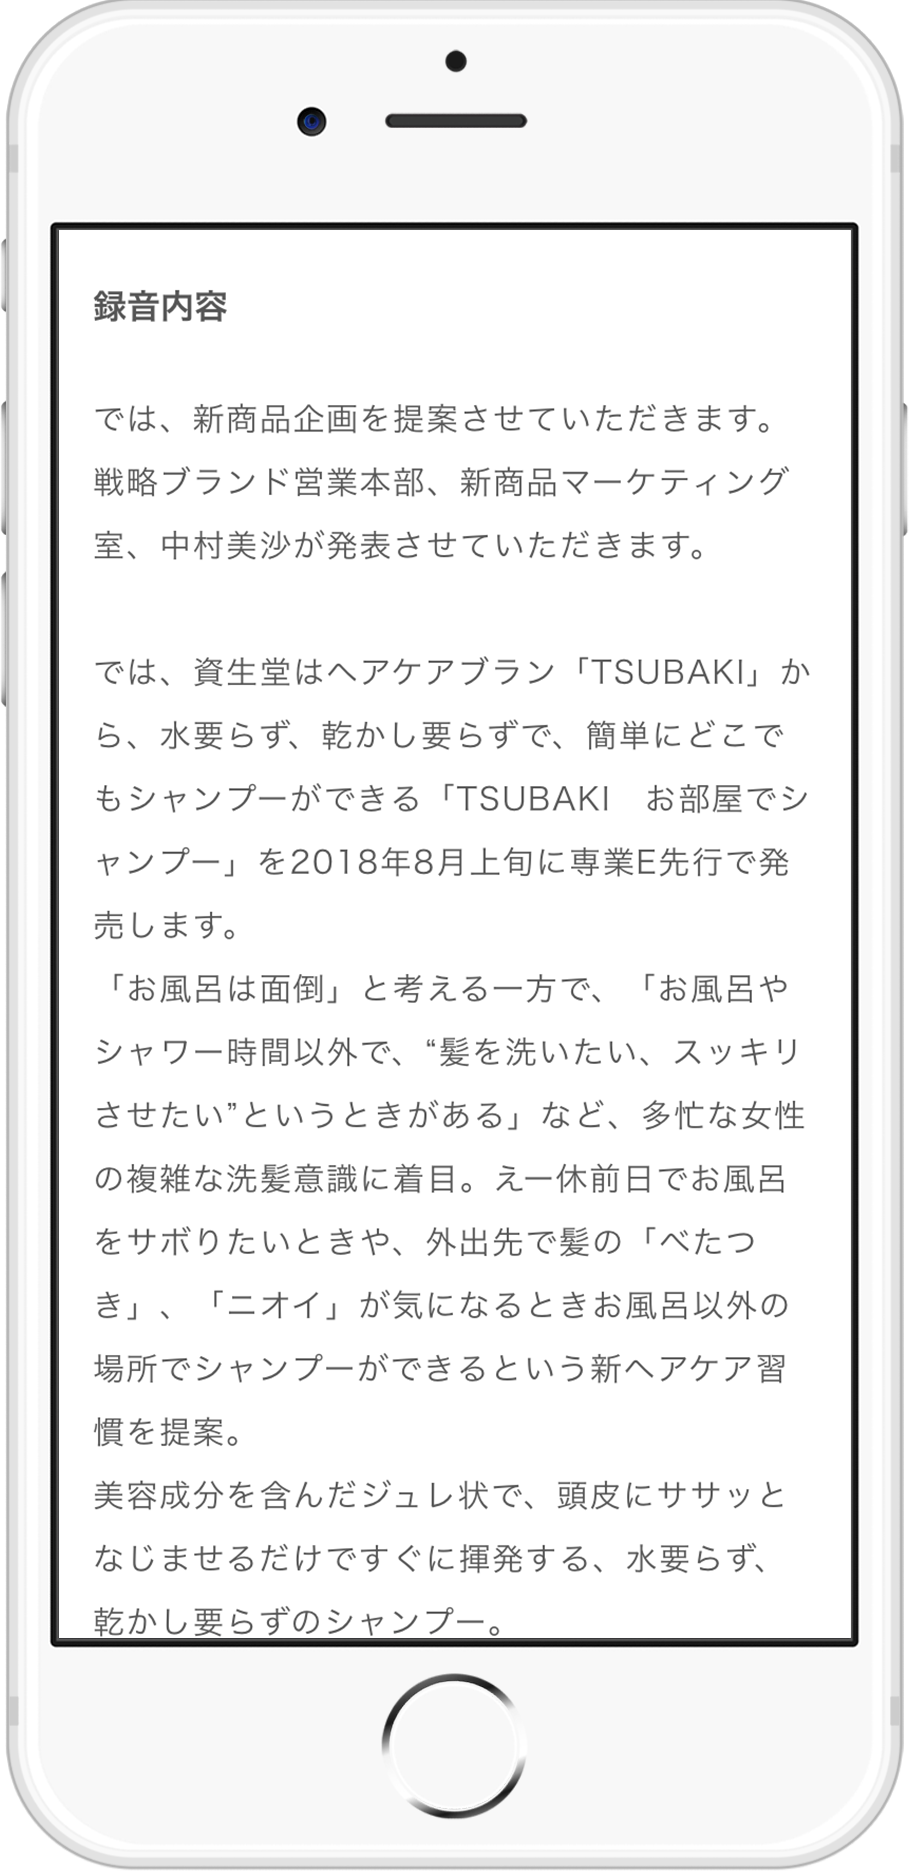 録音内容
では、新商品企画を提案させていただきます。
戦略ブランド営業本部、新商品マーケティング
室、中村美沙が発表させていただきます。
では、資生堂はヘアケアブラン「TSUBAKI」か
ら、水要らず、乾かし要らずで、簡単にどこで
もシャンプーができる「TSUBAKI　お部屋でシ
ャンプー」を2018年8月上旬に専業E先行で発
売します。
「お風呂は面倒」と考える一方で、「お風呂や
シャワー時間以外で、“髪を洗いたい、スッキリ
させたい”というときがある」など、多忙な女性
の複雑な洗髪意識に着目。えー休前日でお風呂
をサボりたいときや、外出先で髪の「べたつ
き」、「ニオイ」が気になるときお風呂以外の
場所でシャンプーができるという新ヘアケア習
慣を提案。
美容成分を含んだジュレ状で、頭皮にササッと
なじませるだけですぐに揮発する、水要らず、
乾かし要らずのシャンプー。